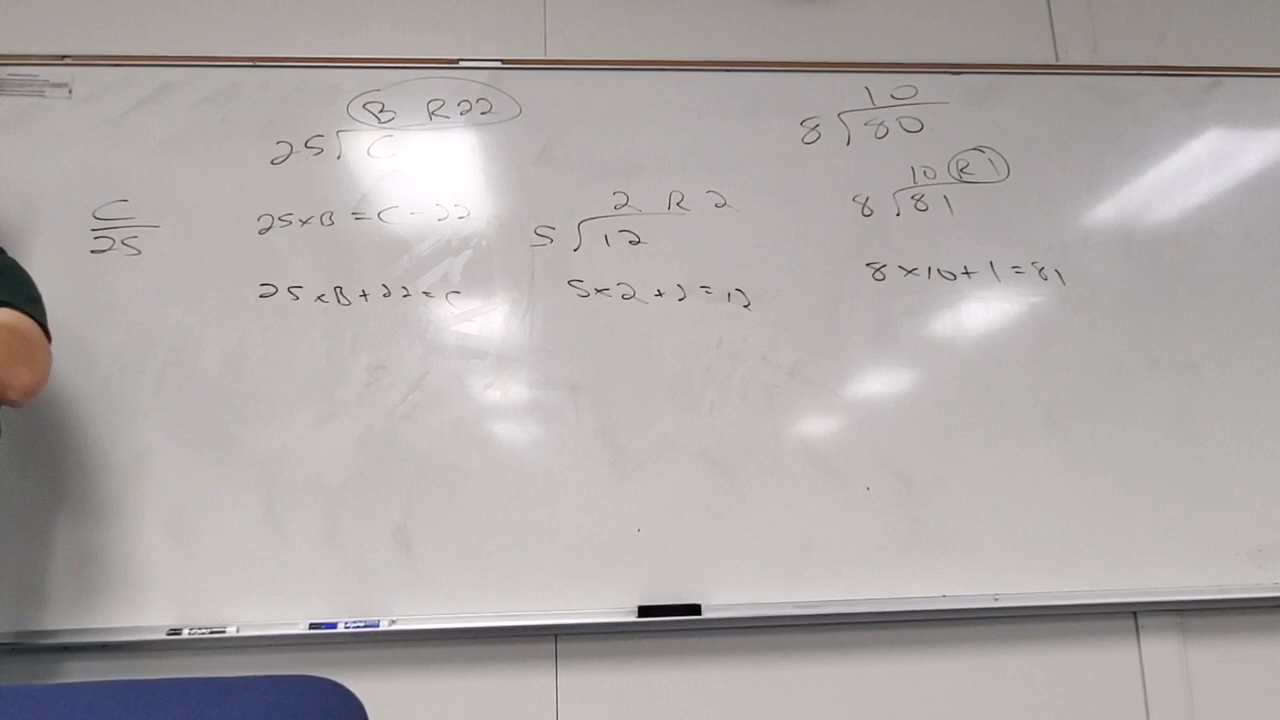 B R22
25 C
C
25
25×B = C - 22
25×B + 22 = C
2 R 2
5 12
5×2 + 2 = 12
10
8 80
10 R 1
8 81
8×10 + 1 = 81